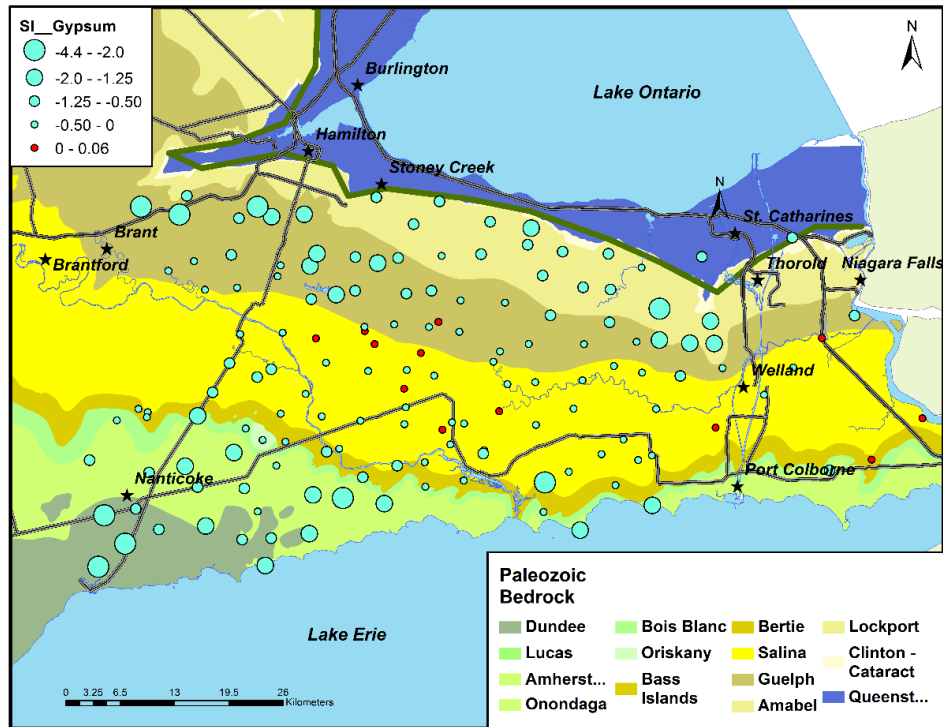 SI__Gypsum
-4.4 - -2.0
-2.0 - -1.25
-1.25 - -0.50
-0.50 - 0
0 - 0.06
N
Burlington
Lake Ontario
Hamilton
Stoney Creek
N
St. Catharines
Brant
Brantford
Thorold
Niagara Falls
Welland
Nanticoke
Port Colborne
Lake Erie
0 3.25 6.5 13 19.5 26
Kilometers
Paleozoic
Bedrock
Dundee
Lucas
Amherst...
Onondaga
Bois Blanc
Oriskany
Bass
Islands
Bertie
Salina
Guelph
Amabel
Lockport
Clinton -
Cataract
Queenst...